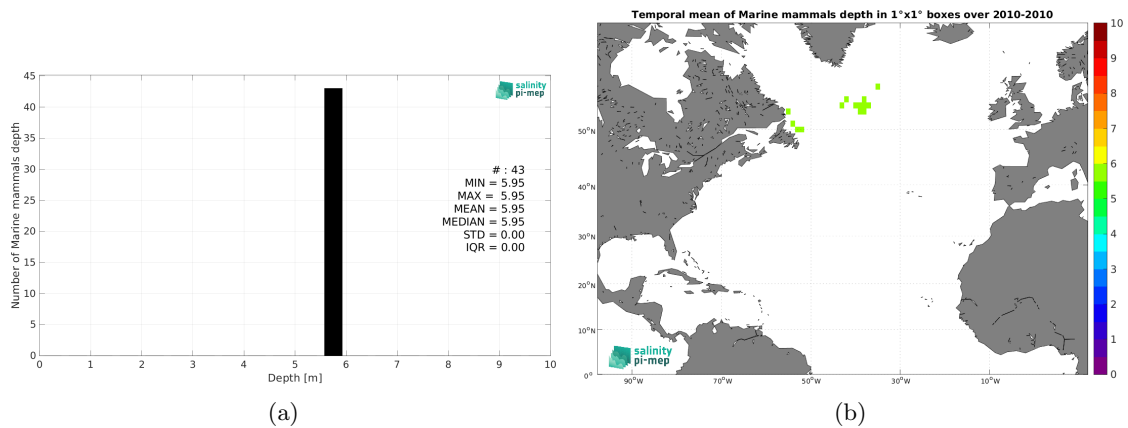 45
40
35
30
25
20
15
10
5
0
Number of Marine mammals depth
salinity
pi-mep
# : 43
MIN = 5.95
MAX = 5.95
MEAN = 5.95
MEDIAN = 5.95
STD = 0.00
IQR = 0.00
0 1 2 3 4 5 6 7 8 9 10
Depth [m]
(a)
Temporal mean of Marine mammals depth in 1°x1° boxes over 2010-2010
50°N
40°N
30°N
20°N
10°N
0°
90°W 70°W 50°W 30°W 10°W
salinity
pi-mep
10
9
8
7
6
5
4
3
2
1
0
(b)